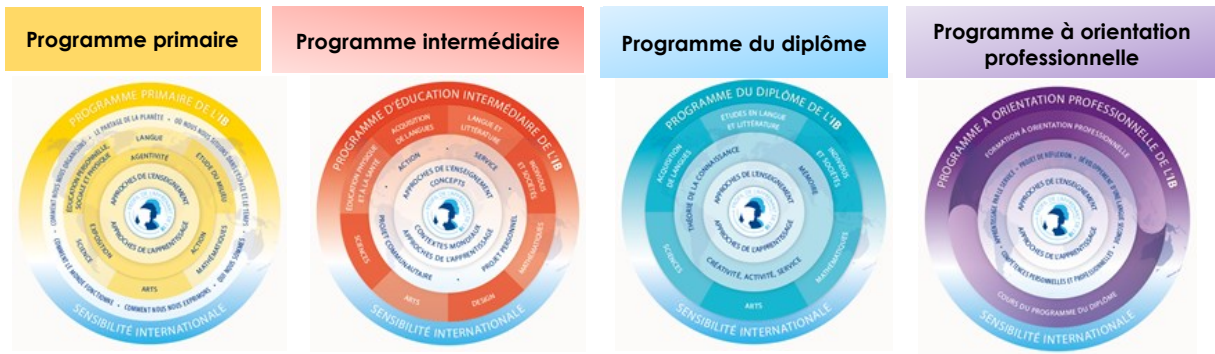 Programme primaire
Programme intermédiaire
Programme du diplôme
Programme à orientation
professionnelle
PROGRAMME PRIMAIRE DE L'IB
COMMENT NOUS NOUS ORGANISONS • LE PARTAGE DE LA PLANÈTE • OÙ NOUS NOUS SITUONS DANS L'ESPACE ET LE TEMPS •
COMMENT LE MONDE FONCTIONNE • COMMENT NOUS NOUS EXPRIMONS • QUI NOUS SOMMES
LANGUE
ÉTUDE DU MILIEU
MATHÉMATIQUES
ARTS
SCIENCE
ÉDUCATION PERSONNELLE,
SOCIALE ET PHYSIQUE
AGENTIVITÉ
ACTION
EXPOSITION
APPROCHES DE L'ENSEIGNEMENT
APPROCHES DE L'APPRENTISSAGE
SENSIBILITÉ INTERNATIONALE
PROGRAMME D'ÉDUCATION INTERMÉDIAIRE DE L'IB
ACQUISITION
DE LANGUES
LANGUE ET
LITTÉRATURE
INDIVIDUS
ET SOCIÉTÉS
MATHÉMATIQUES
DESIGN
ARTS
SCIENCES
ÉDUCATION PHYSIQUE
ET À LA SANTÉ
ACTION
SERVICE
PROJET PERSONNEL
PROJET COMMUNAUTAIRE
APPROCHES DE L'ENSEIGNEMENT
CONCEPTS
CONTEXTES MONDIAUX
APPROCHES DE L'APPRENTISSAGE
SENSIBILITÉ INTERNATIONALE
PROGRAMME DU DIPLÔME DE L'IB
ÉTUDES EN LANGUE
ET LITTÉRATURE
INDIVIDUS
ET SOCIÉTÉS
MATHÉMATIQUES
ARTS
SCIENCES
ACQUISITION
DE LANGUES
THÉORIE DE LA CONNAISSANCE
MÉMOIRE
CRÉATIVITÉ, ACTIVITÉ, SERVICE
APPROCHES DE L'ENSEIGNEMENT
APPROCHES DE L'APPRENTISSAGE
SENSIBILITÉ INTERNATIONALE
PROGRAMME À ORIENTATION PROFESSIONNELLE DE L'IB
FORMATION À ORIENTATION PROFESSIONNELLE
APPRENTISSAGE PAR LE SERVICE • PROJET DE RÉFLEXION • DÉVELOPPEMENT D'UNE LANGUE
COMPÉTENCES PERSONNELLES ET PROFESSIONNELLES
APPROCHES DE L'ENSEIGNEMENT
APPROCHES DE L'APPRENTISSAGE
COURS DU PROGRAMME DU DIPLÔME
SENSIBILITÉ INTERNATIONALE